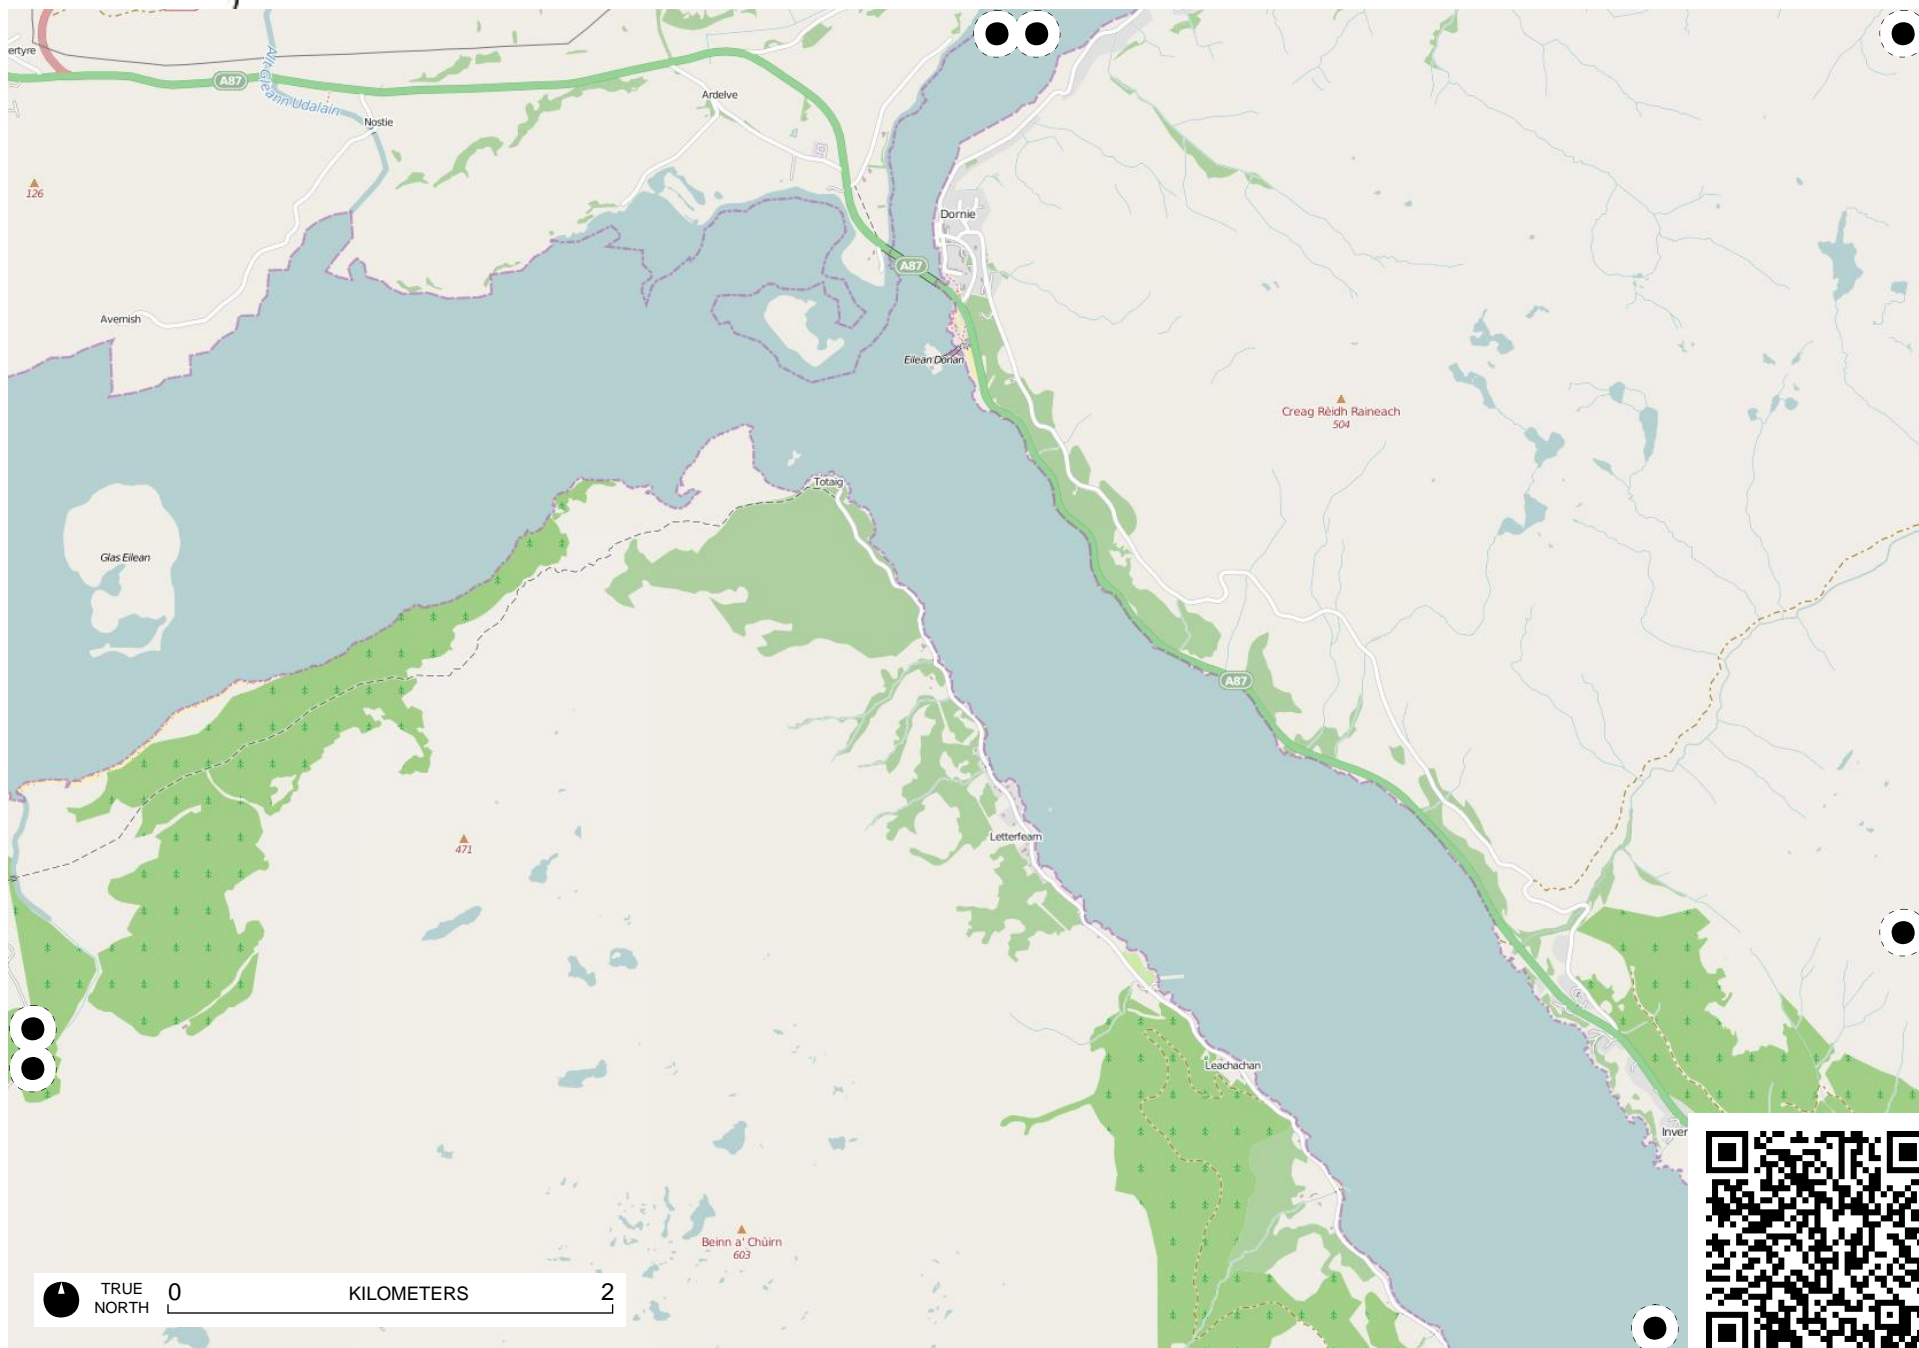 ertyre
A87
Allt Gleann Udalain
Ardelve
Nostie
126
Dornie
A87
Avernish
Eilean Donan
Creag Rèidh Raineach
504
Totaig
Glas Eilean
A87
Letterfearn
471
Leachachan
Inver
Beinn a' Chùirn
603
TRUE
NORTH
0 KILOMETERS 2